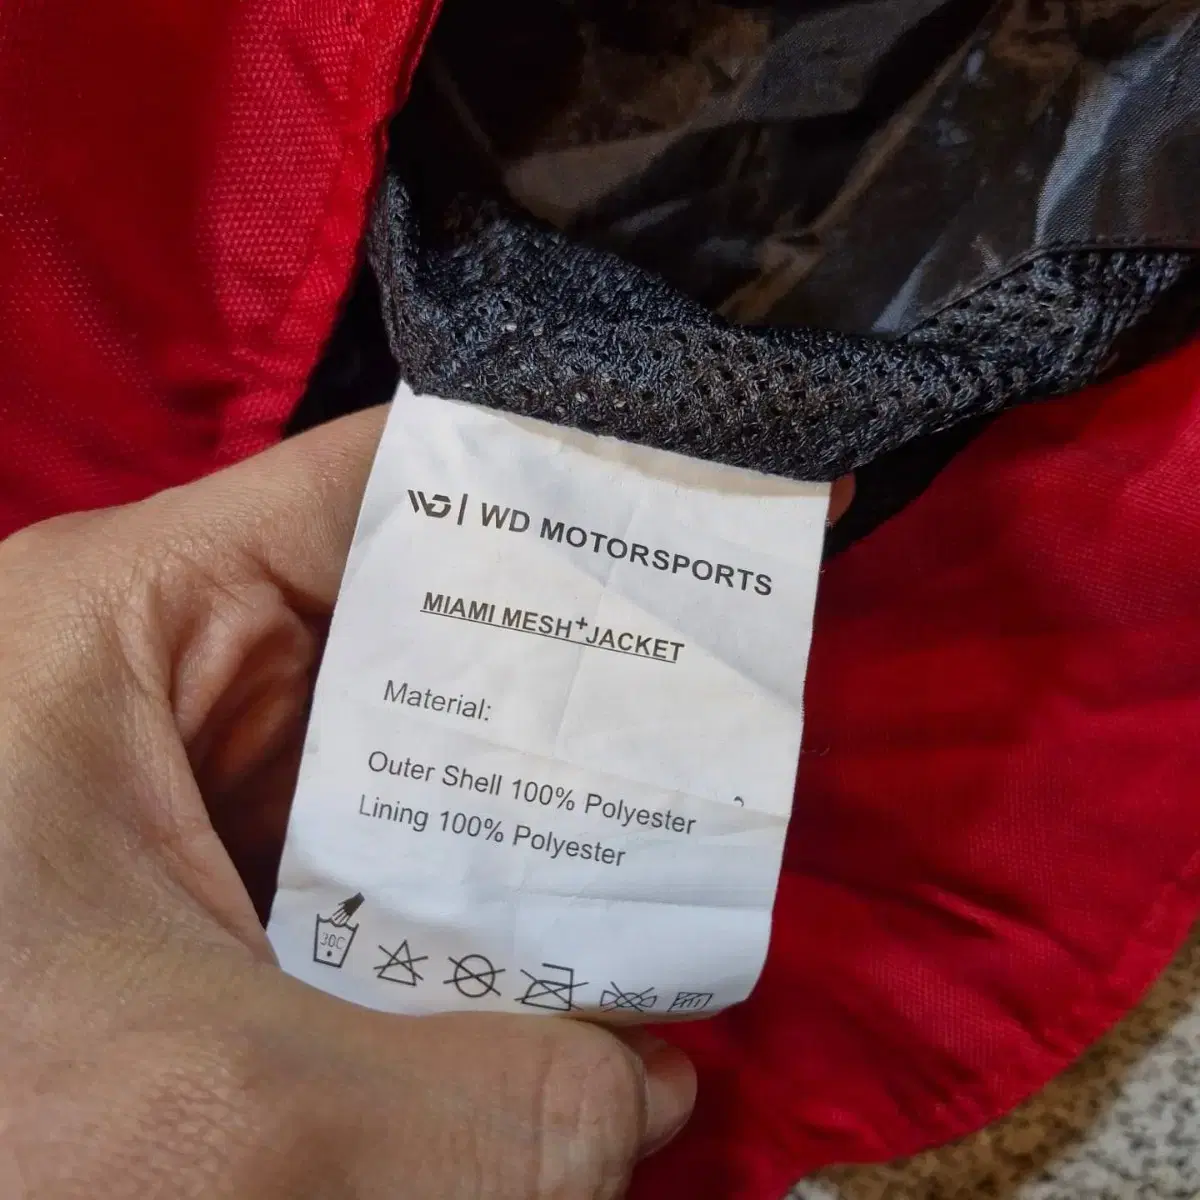 WD | WD MOTORSPORTS
MIAMI MESH+JACKET
Material:
Outer Shell 100% Polyester
Lining 100% Polyester
30C